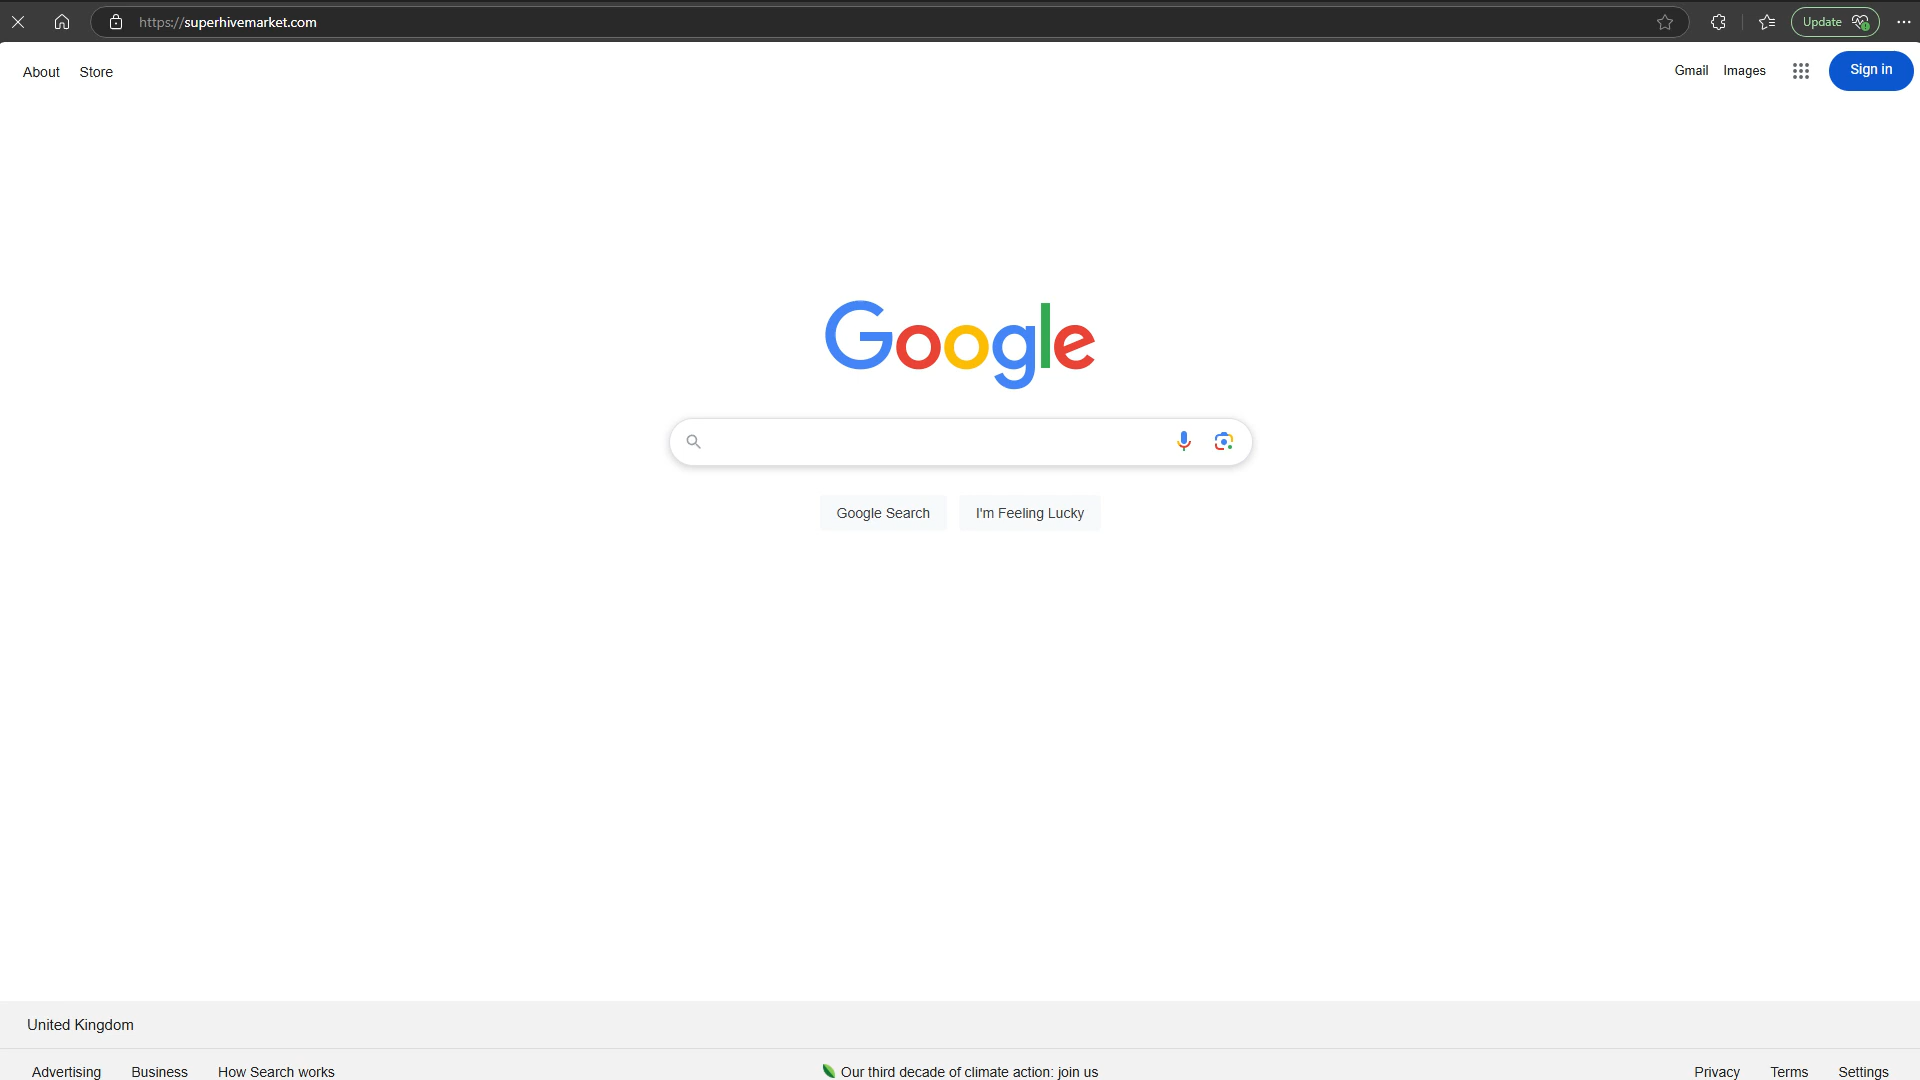 https://superhivemarket.com
Update
About Store
Gmail Images Sign in
Google
Google Search I'm Feeling Lucky
United Kingdom
Advertising Business How Search works
Our third decade of climate action: join us
Privacy Terms Settings